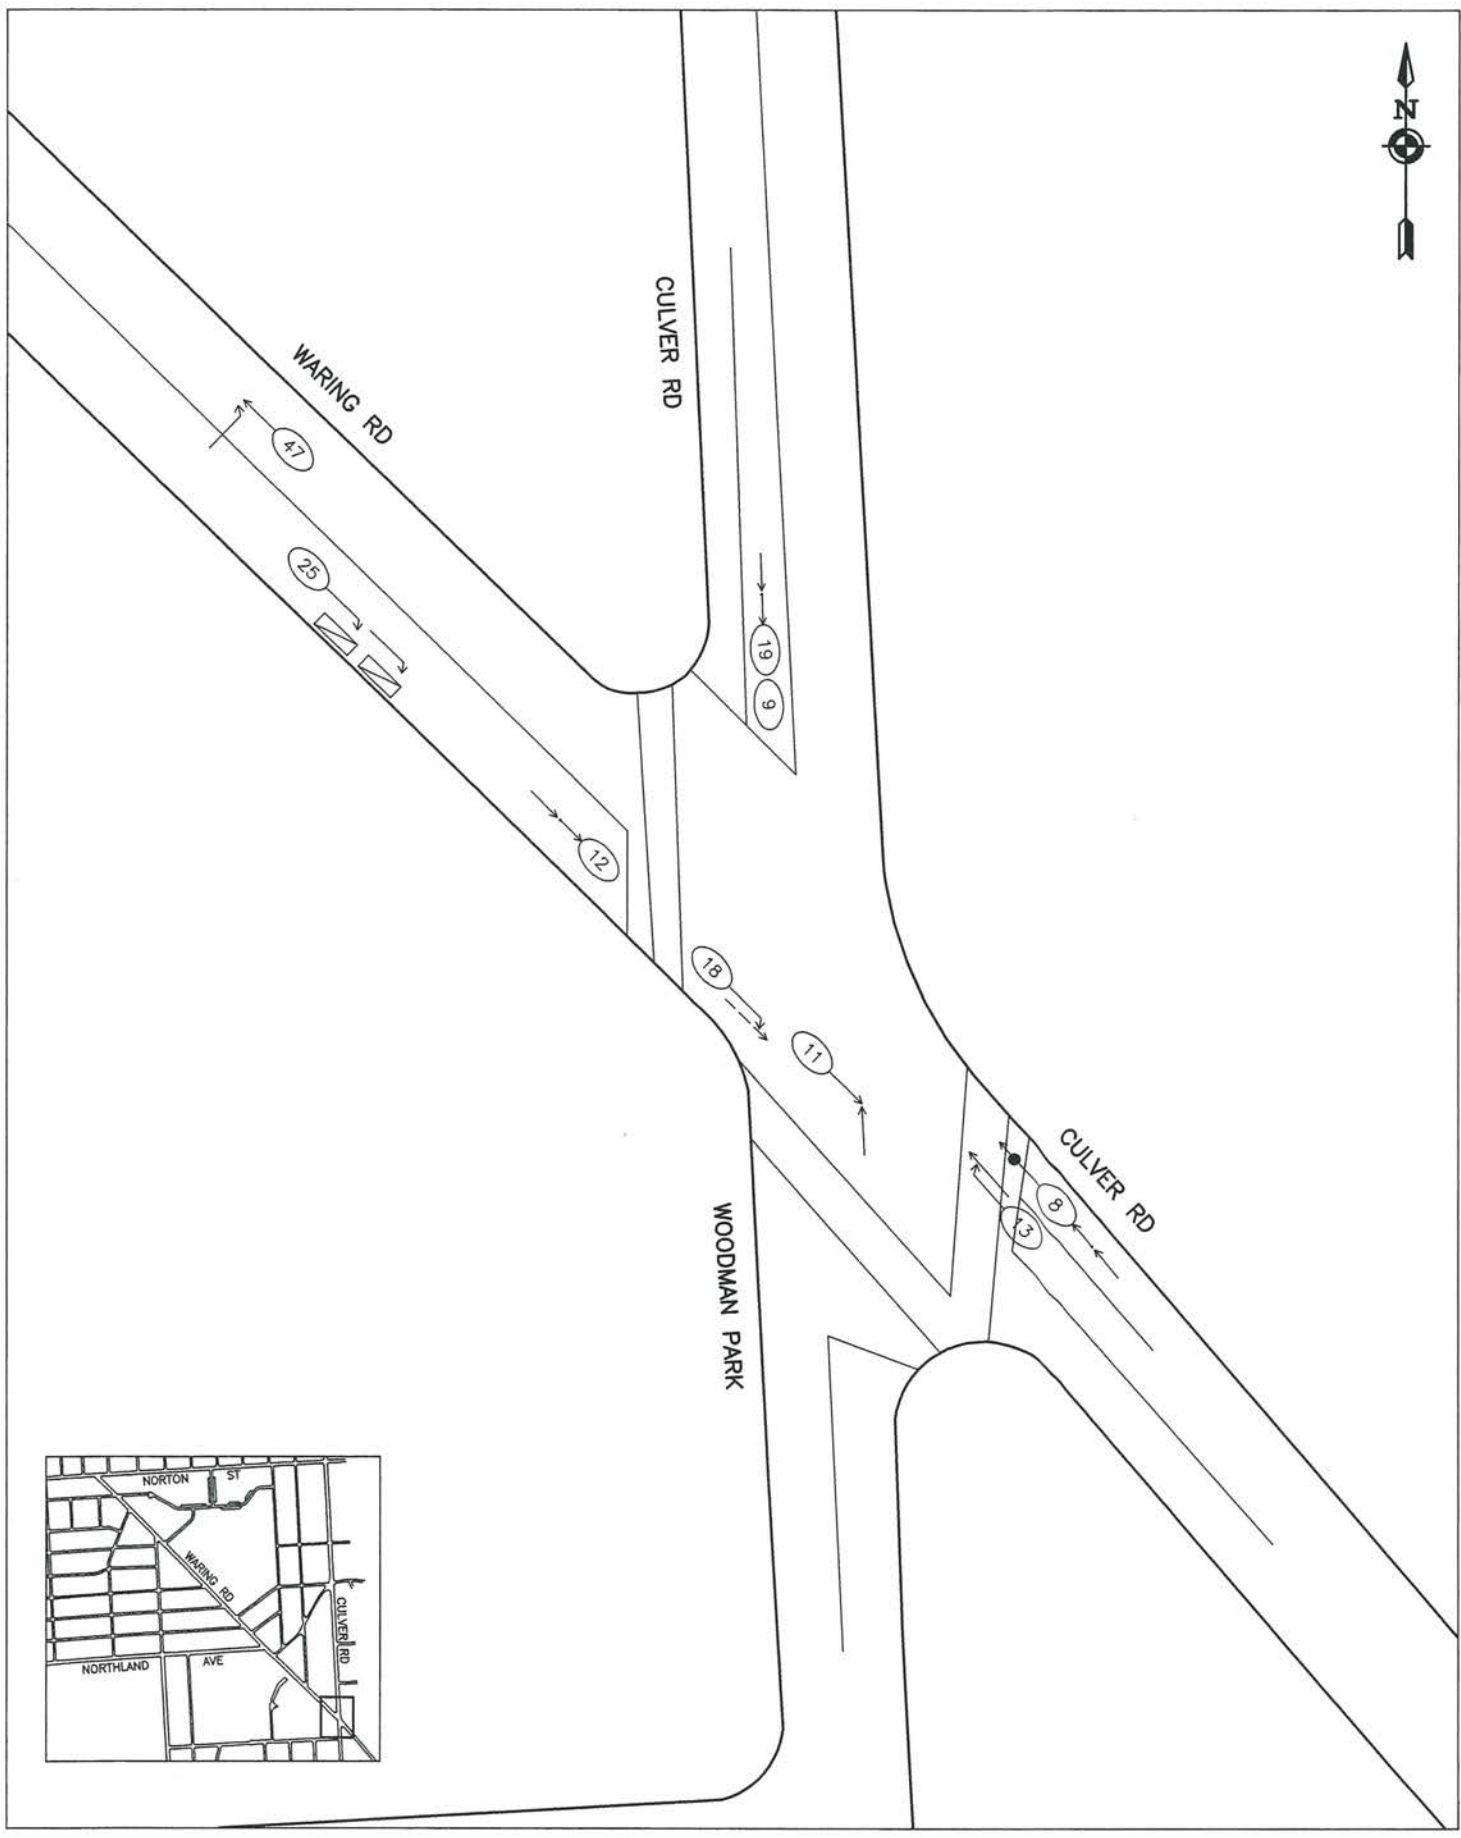 N
CULVER RD
WARING RD
47
25
19
9
12
18
11
CULVER RD
8
13
WOODMAN PARK
NORTON ST
WARING RD
CULVER RD
NORTHLAND AVE